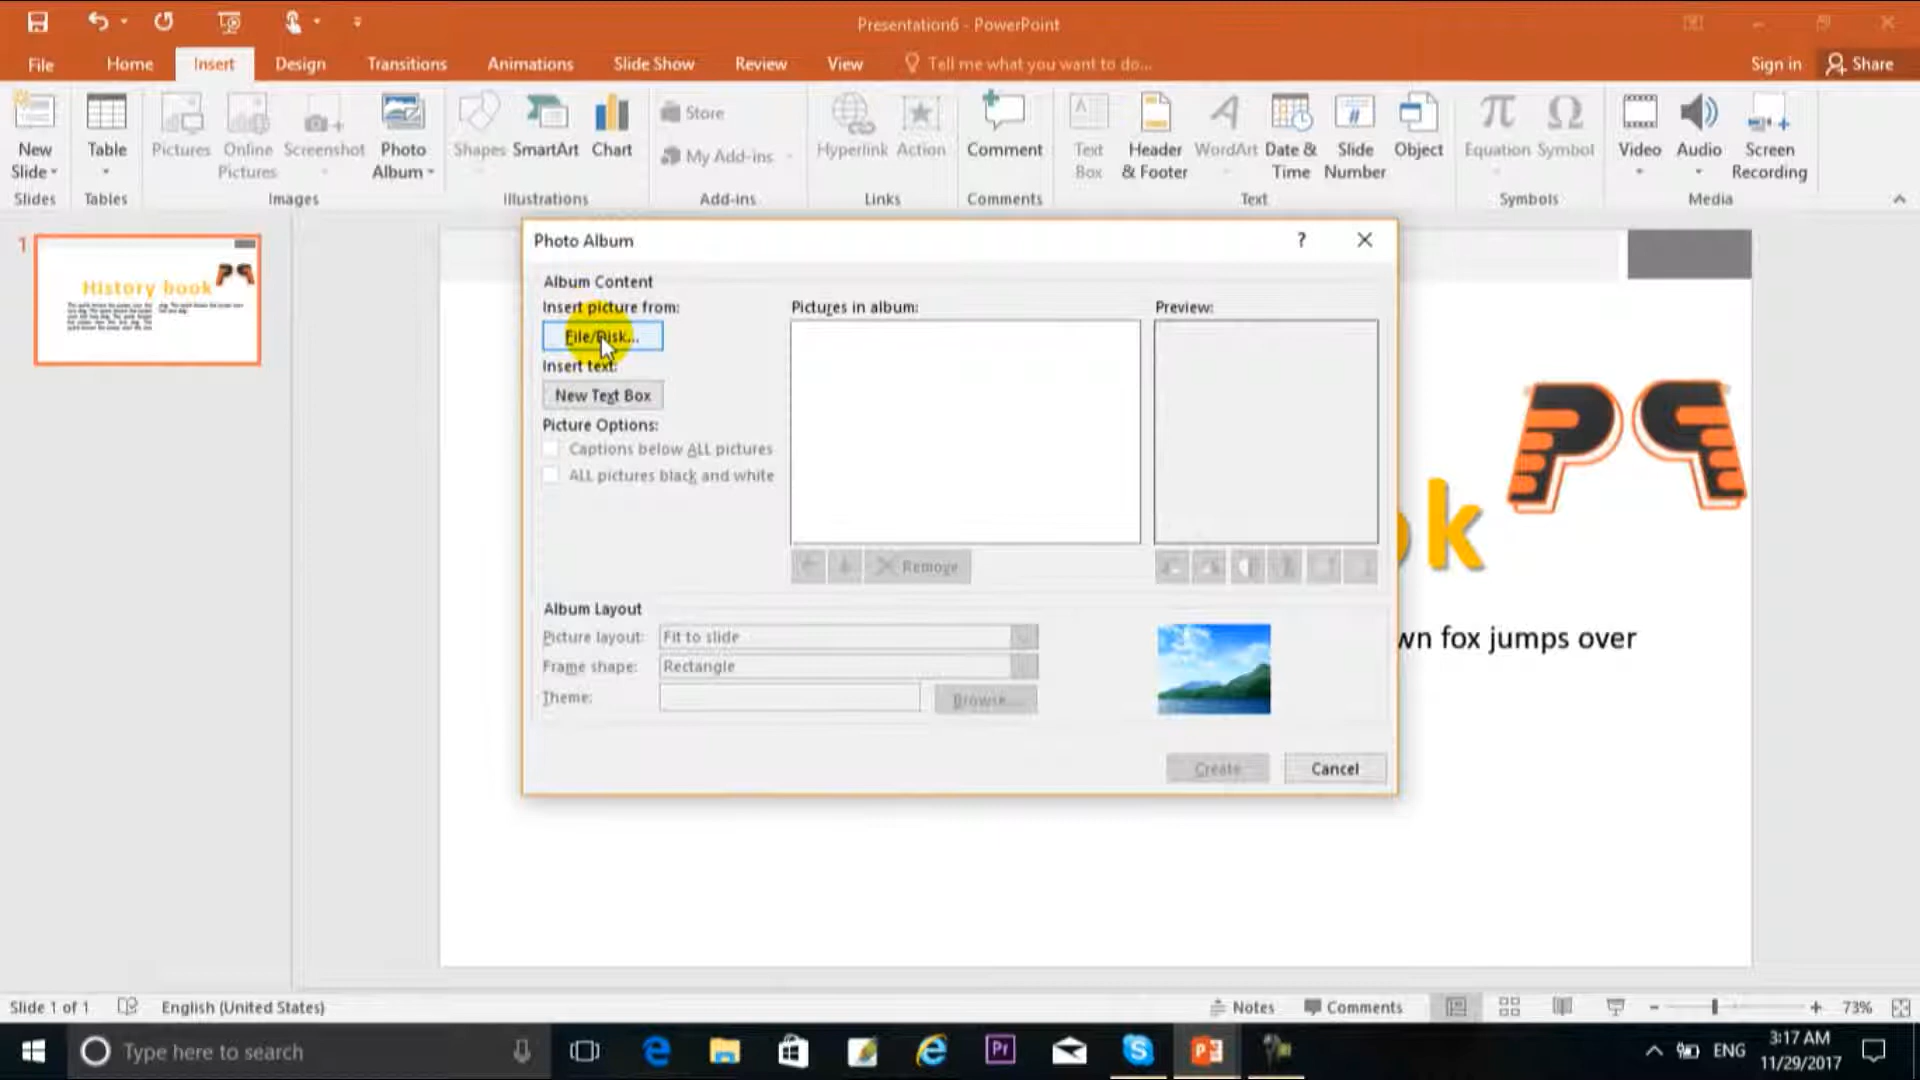 Presentation6 - PowerPoint
File Home Insert Design Transitions Animations Slide Show Review View Tell me what you want to do... Sign in Share
New Slide
Table
Pictures
Online Pictures
Screenshot
Photo Album
Shapes
SmartArt
Chart
Store
My Add-ins
Hyperlink
Action
Comment
Text Box
Header & Footer
WordArt
Date & Time
Slide Number
Object
Equation
Symbol
Video
Audio
Screen Recording
Slides Tables Images Illustrations Add-ins Links Comments Text Symbols Media
1
History book
Photo Album
?
Album Content
Insert picture from:
File/Disk...
Insert text:
New Text Box
Picture Options:
Captions below ALL pictures
ALL pictures black and white
Pictures in album:
Preview:
Remove
Album Layout
Picture layout: Fit to slide
Frame shape: Rectangle
Theme:
Browse...
Create
Cancel
ok
wn fox jumps over
Slide 1 of 1
English (United States)
Notes
Comments
73%
Type here to search
Pr
ENG
3:17 AM
11/29/2017